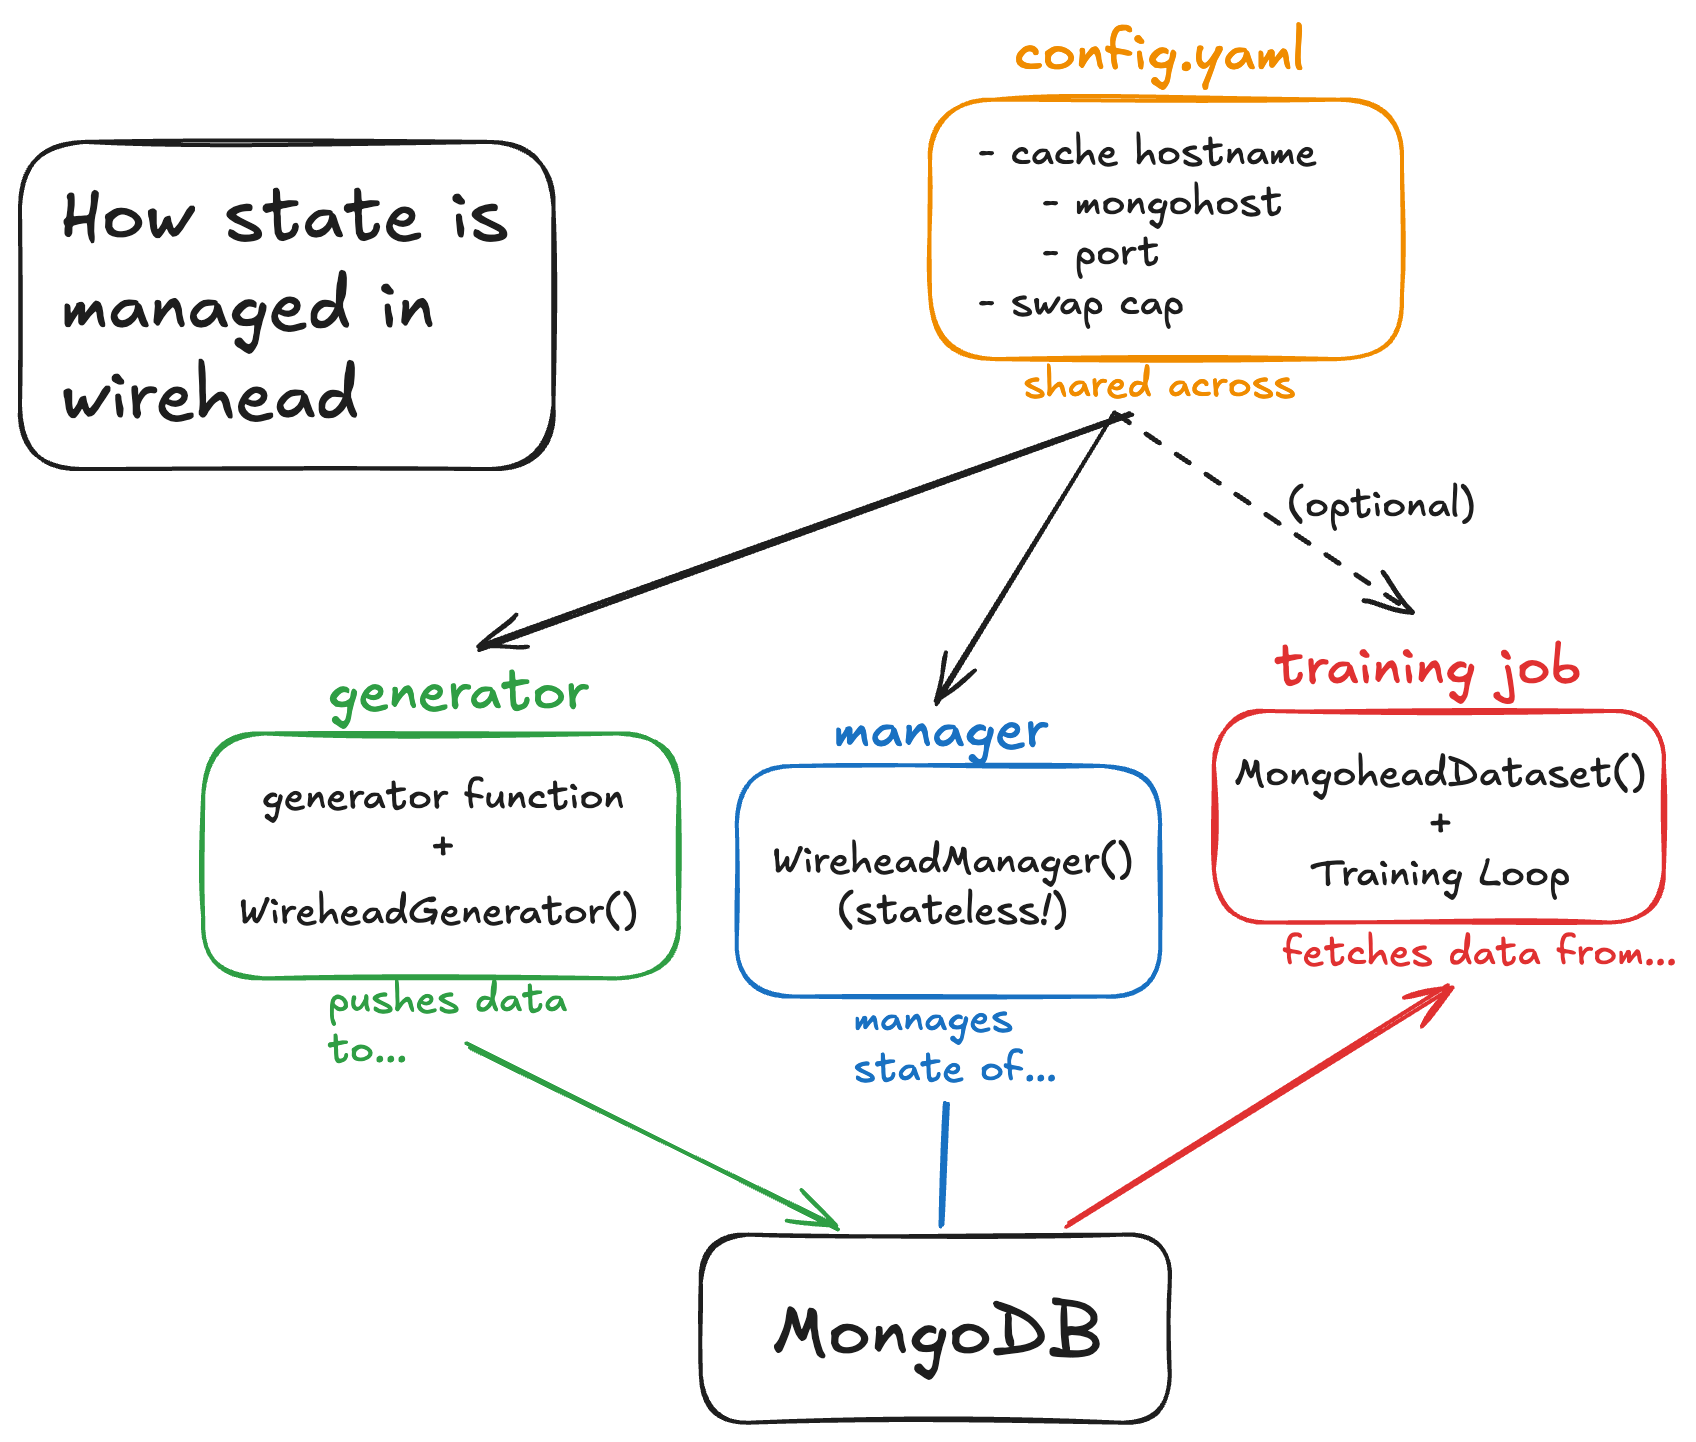 config.yaml
How state is
managed in
wirehead
- cache hostname
- mongohost
- port
- swap cap
shared across
(optional)
generator
generator function
+
WireheadGenerator()
pushes data
to...
manager
WireheadManager()
(stateless!)
manages
state of...
training job
MongoheadDataset()
+
Training Loop
fetches data from...
MongoDB